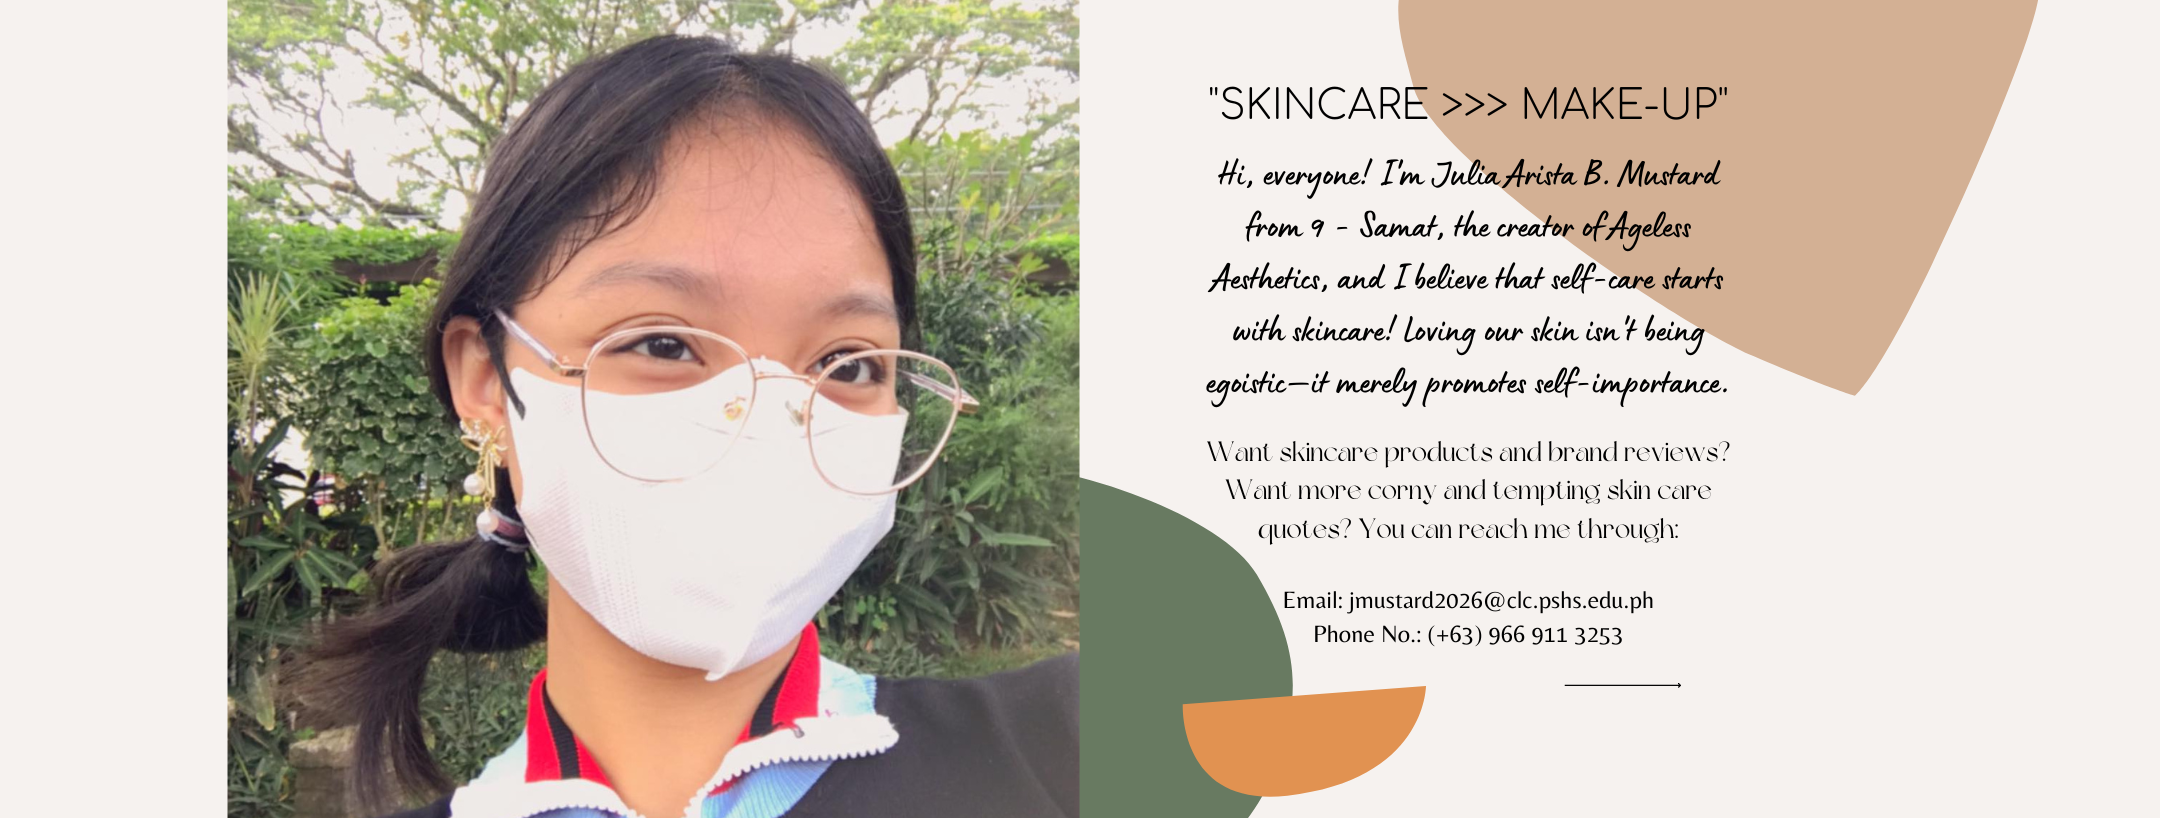 "SKINCARE >>> MAKE-UP"
Hi, everyone! I'm Julia Arista B. Mustard
from 9 - Samat, the creator of Ageless
Aesthetics, and I believe that self-care starts
with skincare! Loving our skin isn't being
egoistic—it merely promotes self-importance.
Want skincare products and brand reviews?
Want more corny and tempting skin care
quotes? You can reach me through:
Email: jmustard2026@clc.pshs.edu.ph
Phone No.: (+63) 966 911 3253